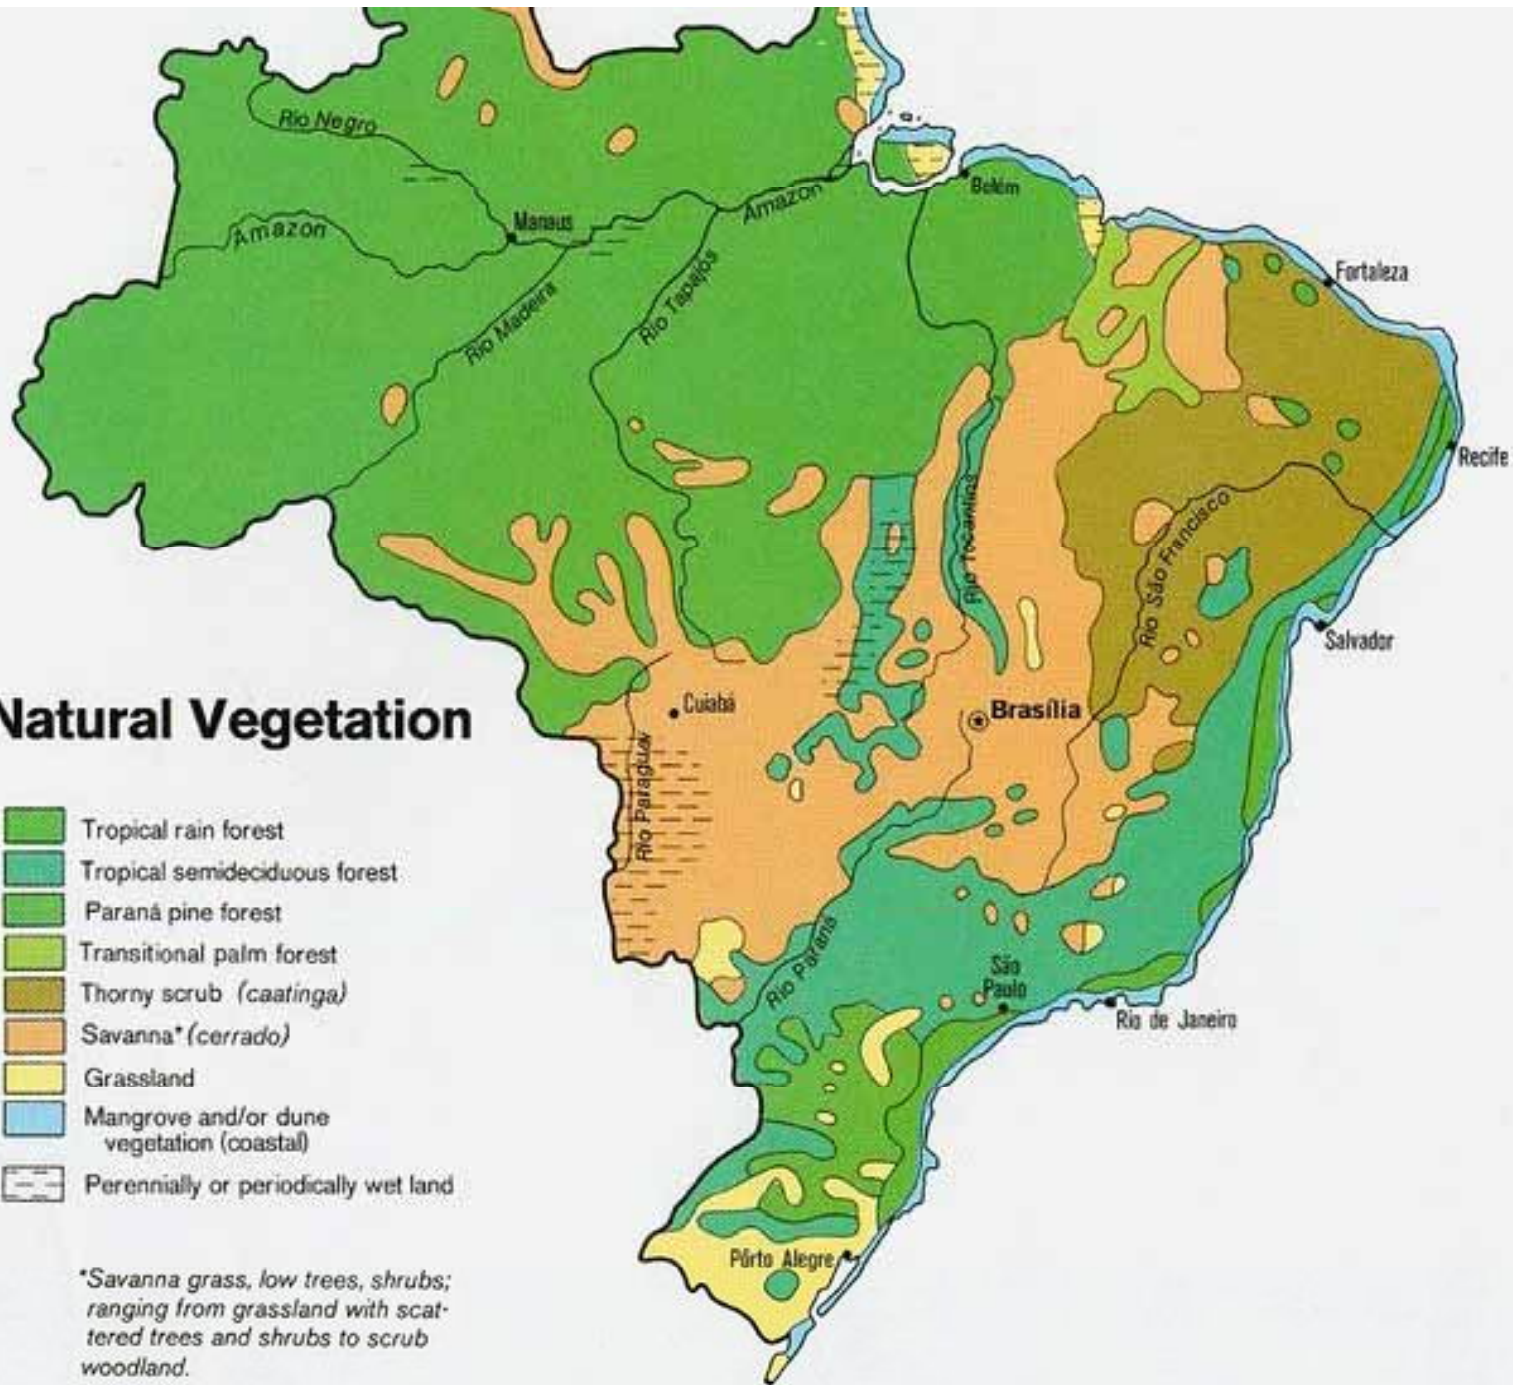 Rio Negro
Amazon
Manaus
Amazon
Belém
Rio Madeira
Rio Tapajós
Fortaleza
Recife
Rio Tocantins
Rio São Francisco
Salvador
Natural Vegetation
Cuiabá
Brasília
Rio Paraguay
Tropical rain forest
Tropical semideciduous forest
Paraná pine forest
Transitional palm forest
Thorny scrub (caatinga)
Savanna* (cerrado)
Grassland
Mangrove and/or dune
vegetation (coastal)
Perennially or periodically wet land
Rio Paraná
São
Paulo
Rio de Janeiro
Pôrto Alegre
*Savanna grass, low trees, shrubs;
ranging from grassland with scat-
tered trees and shrubs to scrub
woodland.